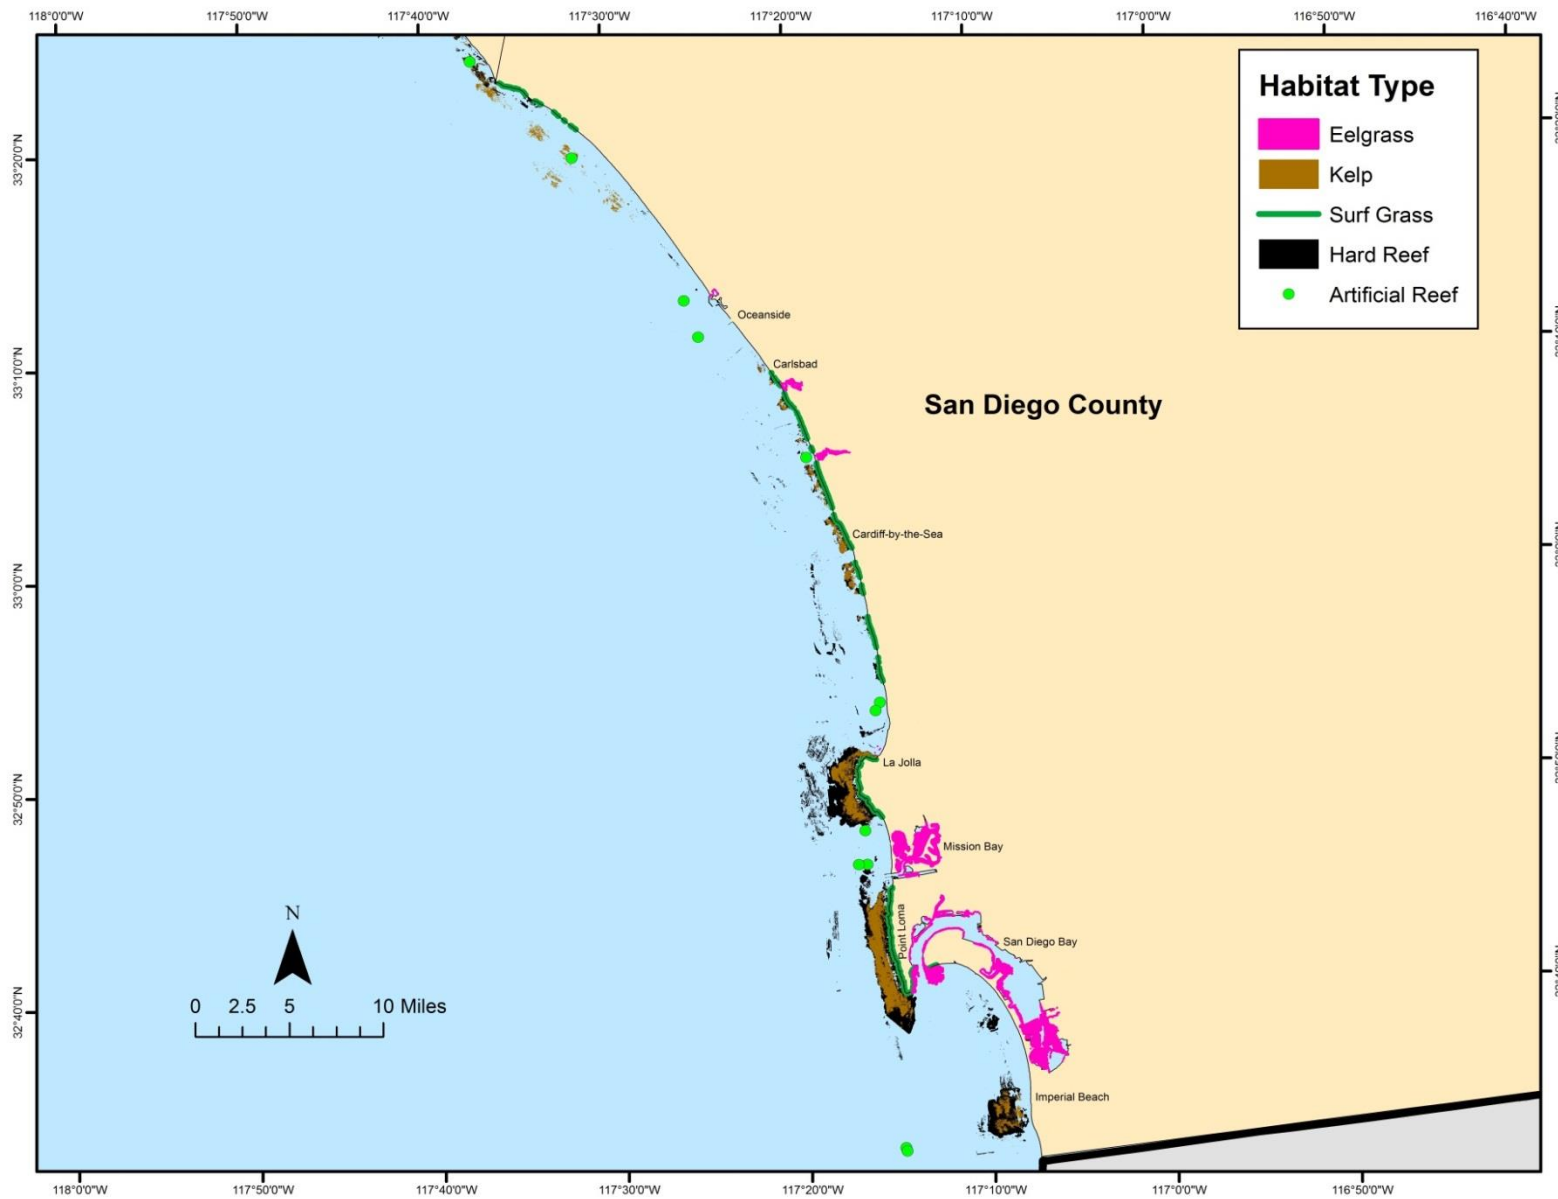 118°0'0"W 117°50'0"W 117°40'0"W 117°30'0"W 117°20'0"W 117°10'0"W 117°0'0"W 116°50'0"W 116°40'0"W
Habitat Type
Eelgrass
Kelp
Surf Grass
Hard Reef
Artificial Reef
33°20'0"N
33°10'0"N
33°0'0"N
32°50'0"N
32°40'0"N
Oceanside
Carlsbad
San Diego County
Cardiff-by-the-Sea
La Jolla
Mission Bay
Point Loma
San Diego Bay
Imperial Beach
N
0 2.5 5 10 Miles
118°0'0"W 117°50'0"W 117°40'0"W 117°30'0"W 117°20'0"W 117°10'0"W 117°0'0"W 116°50'0"W